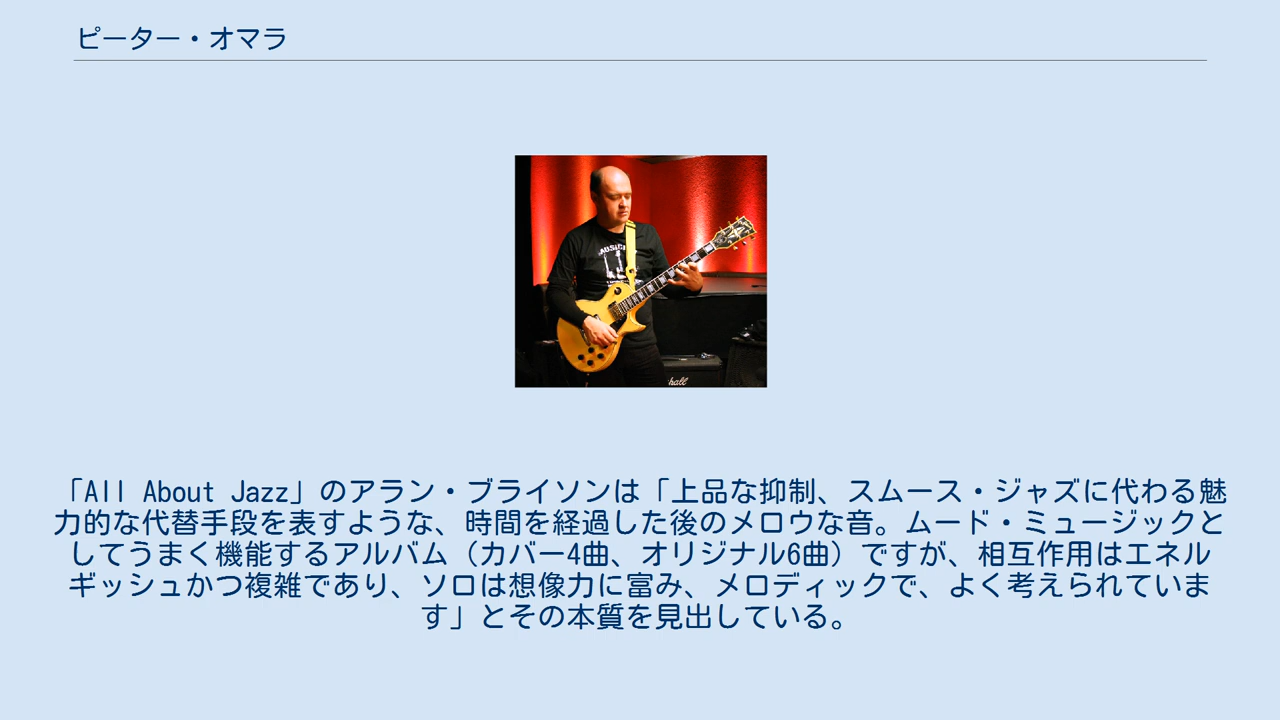 ピーター・オマラ
hall
「All About Jazz」のアラン・ブライソンは「上品な抑制、スムース・ジャズに代わる魅
力的な代替手段を表すような、時間を経過した後のメロウな音。ムード・ミュージックと
してうまく機能するアルバム（カバー4曲、オリジナル6曲）ですが、相互作用はエネル
ギッシュかつ複雑であり、ソロは想像力に富み、メロディックで、よく考えられていま
す」とその本質を見出している。